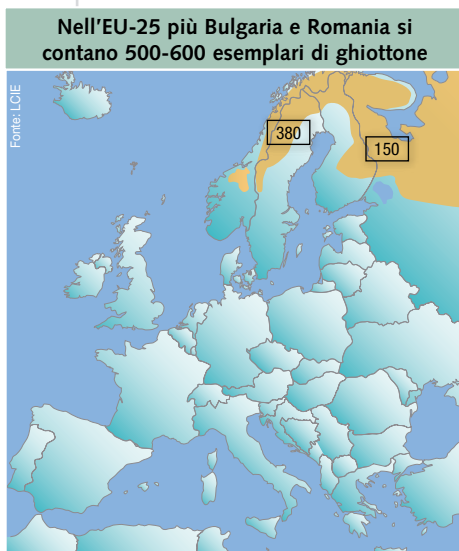 Nell'EU-25 più Bulgaria e Romania si
contano 500-600 esemplari di ghiottone
Fonte: LCIE
380
150